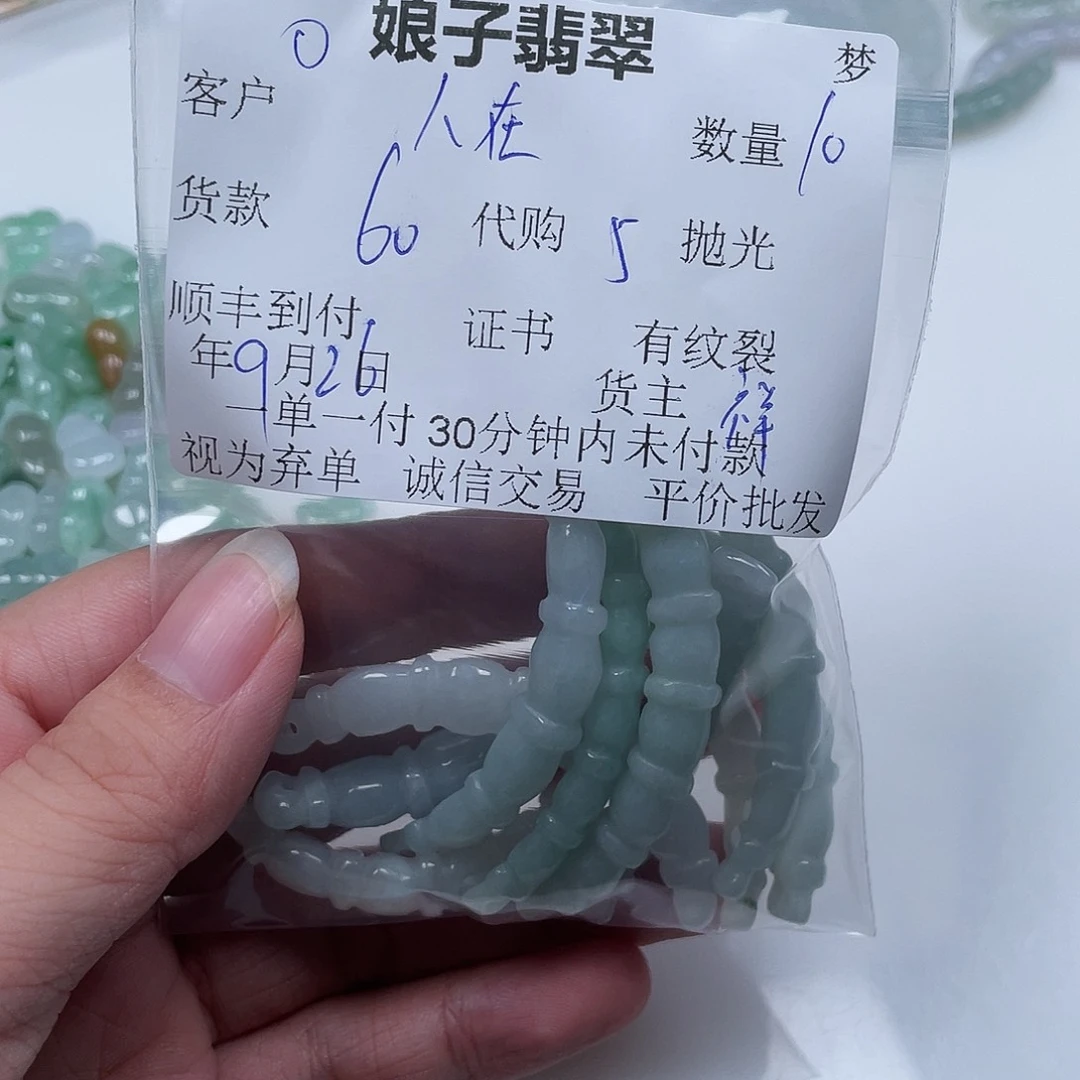 娘子翡翠 梦
客户 O 人在 数量 10
货款 60 代购 5 抛光
顺丰到付 证书 有纹裂
年9月26日 货主
一单一付 30分钟内未付款
视为弃单 诚信交易 平价批发